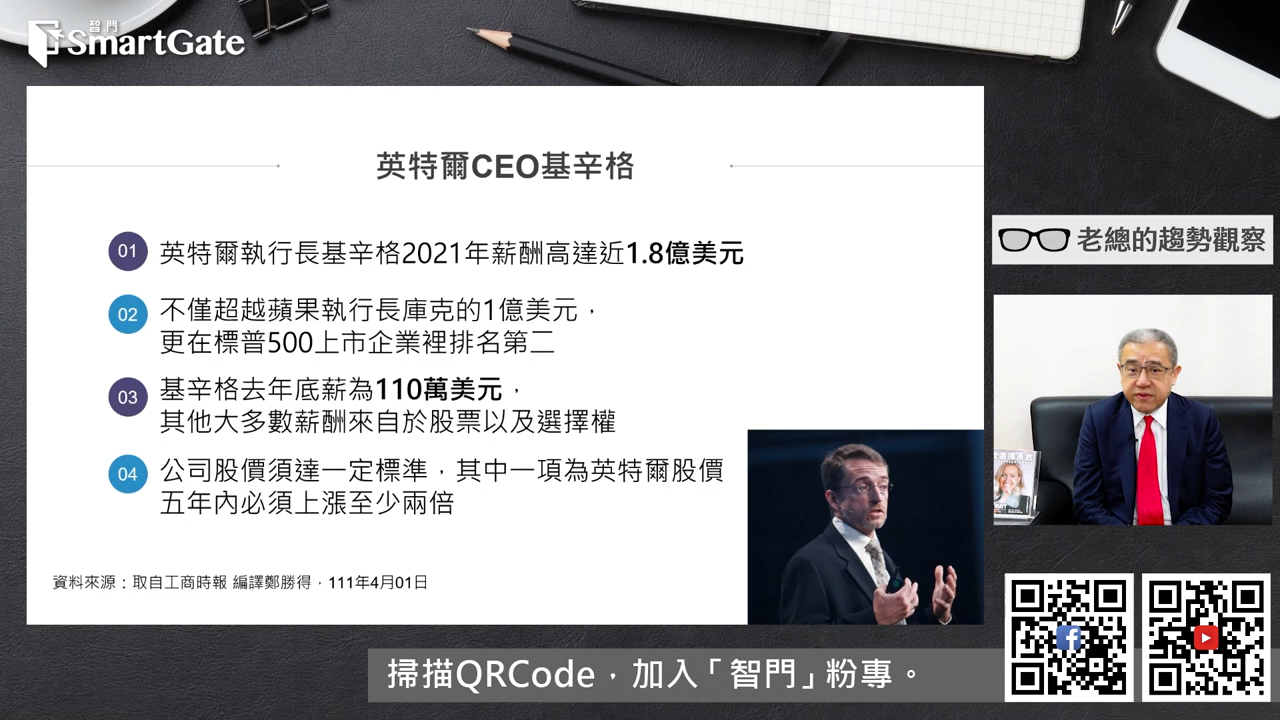 智門
SmartGate
英特爾CEO基辛格
01 英特爾執行長基辛格2021年薪酬高達近1.8億美元
02 不僅超越蘋果執行長庫克的1億美元，
更在標普500上市企業裡排名第二
03 基辛格去年底薪為110萬美元，
其他大多數薪酬來自於股票以及選擇權
04 公司股價須達一定標準，其中一項為英特爾股價
五年內必須上漲至少兩倍
資料來源：取自工商時報 編譯鄭勝得，111年4月01日
老總的趨勢觀察
掃描QRCode，加入「智門」粉專。